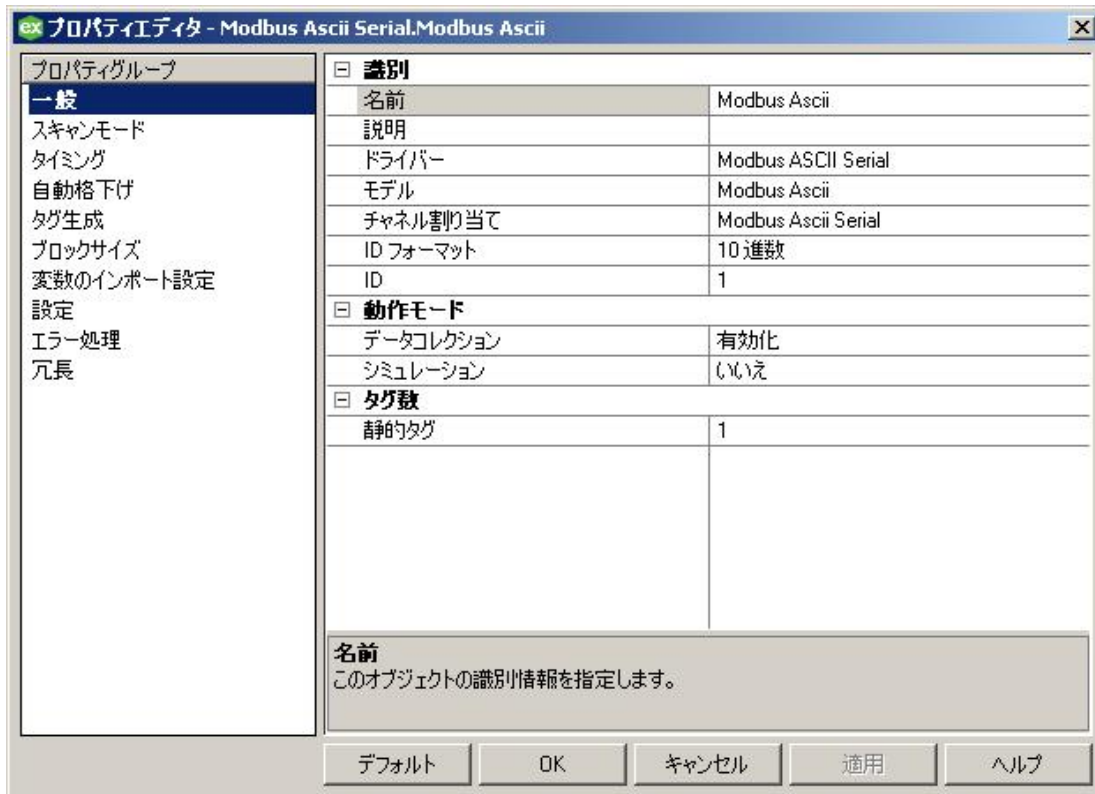 ex プロパティエディタ - Modbus Ascii Serial.Modbus Ascii
プロパティグループ
一般
スキャンモード
タイミング
自動格下げ
タグ生成
ブロックサイズ
変数のインポート設定
設定
エラー処理
冗長
識別
名前 Modbus Ascii
説明
ドライバー Modbus ASCII Serial
モデル Modbus Ascii
チャネル割り当て Modbus Ascii Serial
ID フォーマット 10 進数
ID 1
動作モード
データコレクション 有効化
シミュレーション いいえ
タグ数
静的タグ 1
名前
このオブジェクトの識別情報を指定します。
デフォルト OK キャンセル 適用 ヘルプ